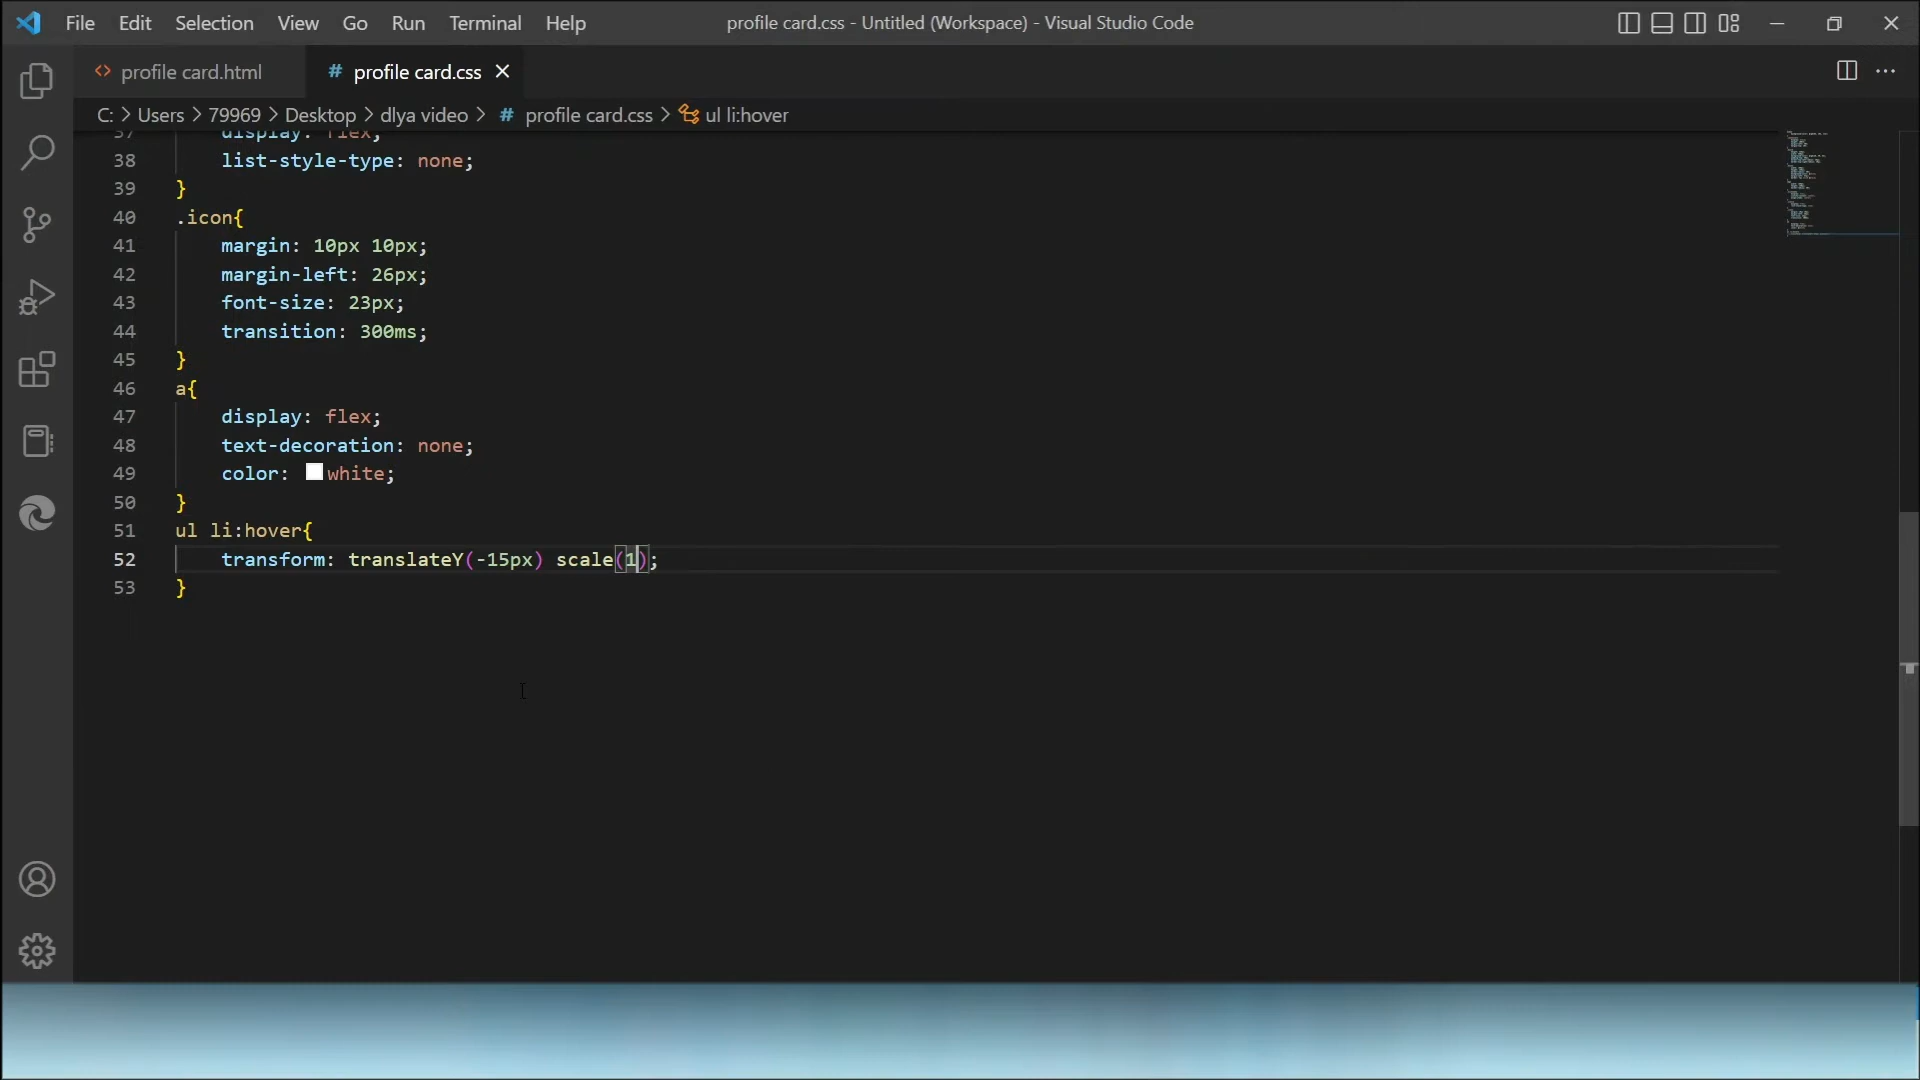 File Edit Selection View Go Run Terminal Help profile card.css - Untitled (Workspace) - Visual Studio Code
profile card.html profile card.css
C: > Users > 79969 > Desktop > dlya video > # profile card.css > ul li:hover
37 display: flex;
38 list-style-type: none;
39 }
40 .icon{
41 margin: 10px 10px;
42 margin-left: 26px;
43 font-size: 23px;
44 transition: 300ms;
45 }
46 a{
47 display: flex;
48 text-decoration: none;
49 color: white;
50 }
51 ul li:hover{
52 transform: translateY(-15px) scale(1);
53 }